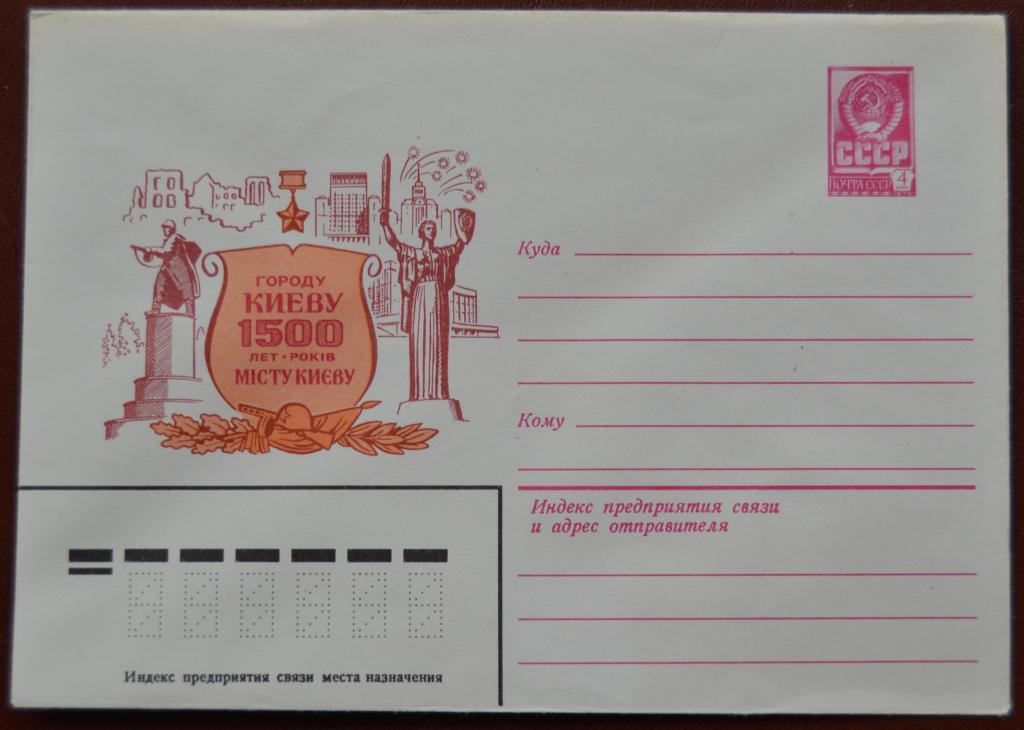 СССР
ПОЧТА СССР
4
ГОРОДУ
КИЕВУ
1500
ЛЕТ • РОКІВ
МІСТУ КИЄВУ
Куда
Кому
Индекс предприятия связи
и адрес отправителя
Индекс предприятия связи места назначения